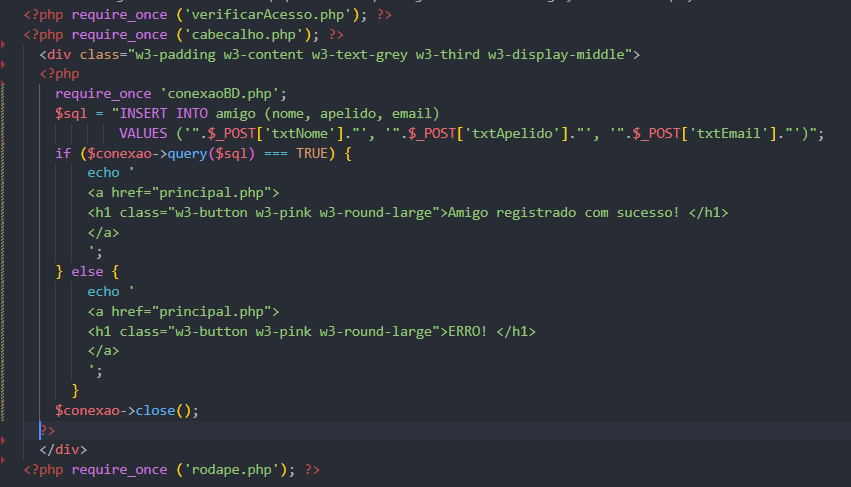 <?php require_once ('verificarAcesso.php'); ?>
<?php require_once ('cabecalho.php'); ?>
<div class="w3-padding w3-content w3-text-grey w3-third w3-display-middle">
<?php
require_once 'conexaoBD.php';
$sql = "INSERT INTO amigo (nome, apelido, email)
VALUES ('".$_POST['txtNome']."', '".$_POST['txtApelido']."', '".$_POST['txtEmail']."')";
if ($conexao->query($sql) === TRUE) {
echo '
<a href="principal.php">
<h1 class="w3-button w3-pink w3-round-large">Amigo registrado com sucesso! </h1>
</a>
';
} else {
echo '
<a href="principal.php">
<h1 class="w3-button w3-pink w3-round-large">ERRO! </h1>
</a>
';
}
$conexao->close();
?>
</div>
<?php require_once ('rodape.php'); ?>